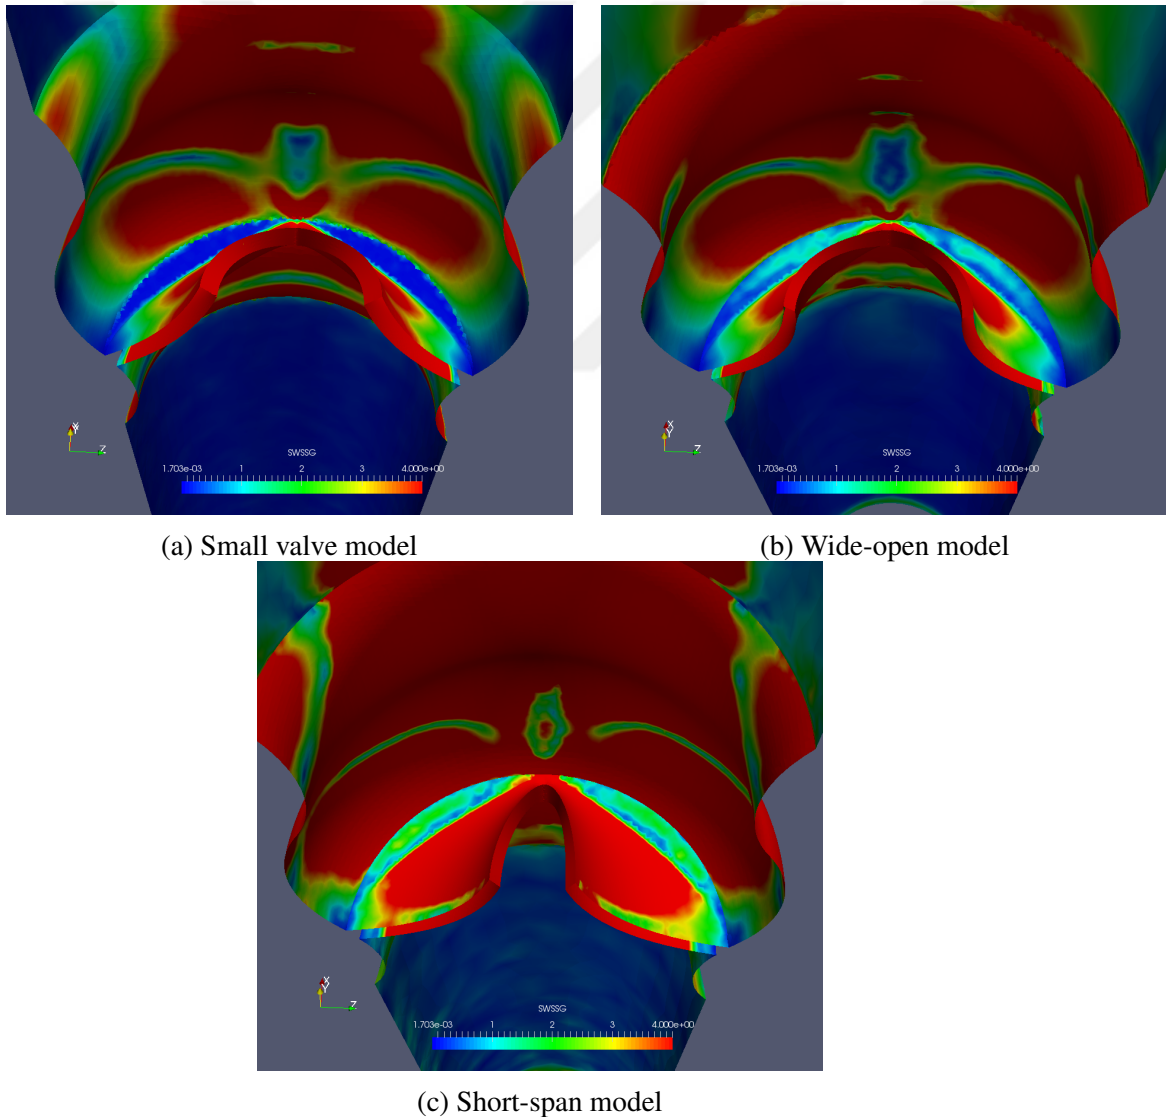 Y
Z
SWSSG
1.703e-03 1 2 3 4.000e+00
X
Y
Z
SWSSG
1.703e-03 1 2 3 4.000e+00
(a) Small valve model
(b) Wide-open model
X
Y
Z
SWSSG
1.703e-03 1 2 3 4.000e+00
(c) Short-span model